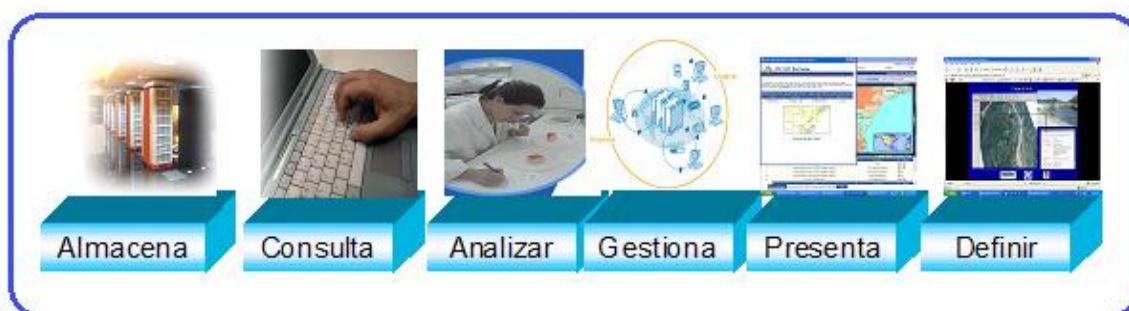 Almacena
Consulta
Analizar
Gestiona
Presenta
Definir